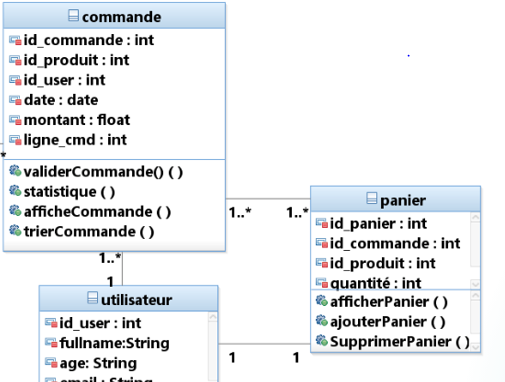 commande
id_commande : int
id_produit : int
id_user : int
date : date
montant : float
ligne_cmd : int
*
validerCommande() ( )
statistique ( )
afficheCommande ( )
trierCommande ( )
1..* 1..*
panier
id_panier : int
id_commande : int
id_produit : int
quantité : int
afficherPanier ( )
ajouterPanier ( )
SupprimerPanier ( )
1..*
1
utilisateur
id_user : int
fullname:String
age: String
email : String
1 1